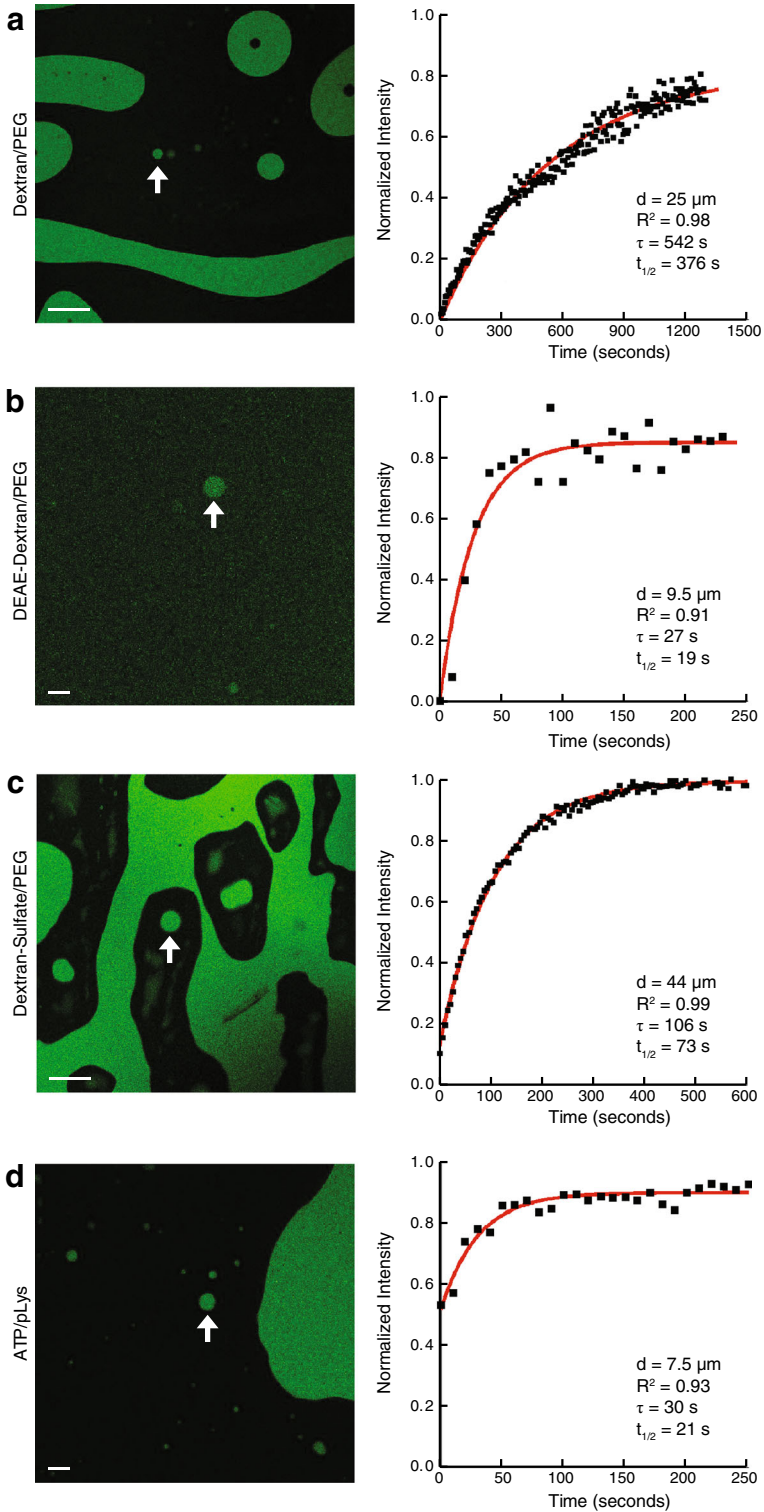 a
Dextran/PEG
Normalized Intensity
1.0
0.8
0.6
0.4
0.2
0.0
d = 25 µm
R² = 0.98
τ = 542 s
t1/2 = 376 s
0 300 600 900 1200 1500
Time (seconds)
b
DEAE-Dextran/PEG
Normalized Intensity
1.0
0.8
0.6
0.4
0.2
0.0
d = 9.5 µm
R² = 0.91
τ = 27 s
t1/2 = 19 s
0 50 100 150 200 250
Time (seconds)
c
Dextran-Sulfate/PEG
Normalized Intensity
1.0
0.8
0.6
0.4
0.2
0.0
d = 44 µm
R² = 0.99
τ = 106 s
t1/2 = 73 s
0 100 200 300 400 500 600
Time (seconds)
d
ATP/pLys
Normalized Intensity
1.0
0.8
0.6
0.4
0.2
0.0
d = 7.5 µm
R² = 0.93
τ = 30 s
t1/2 = 21 s
0 50 100 150 200 250
Time (seconds)